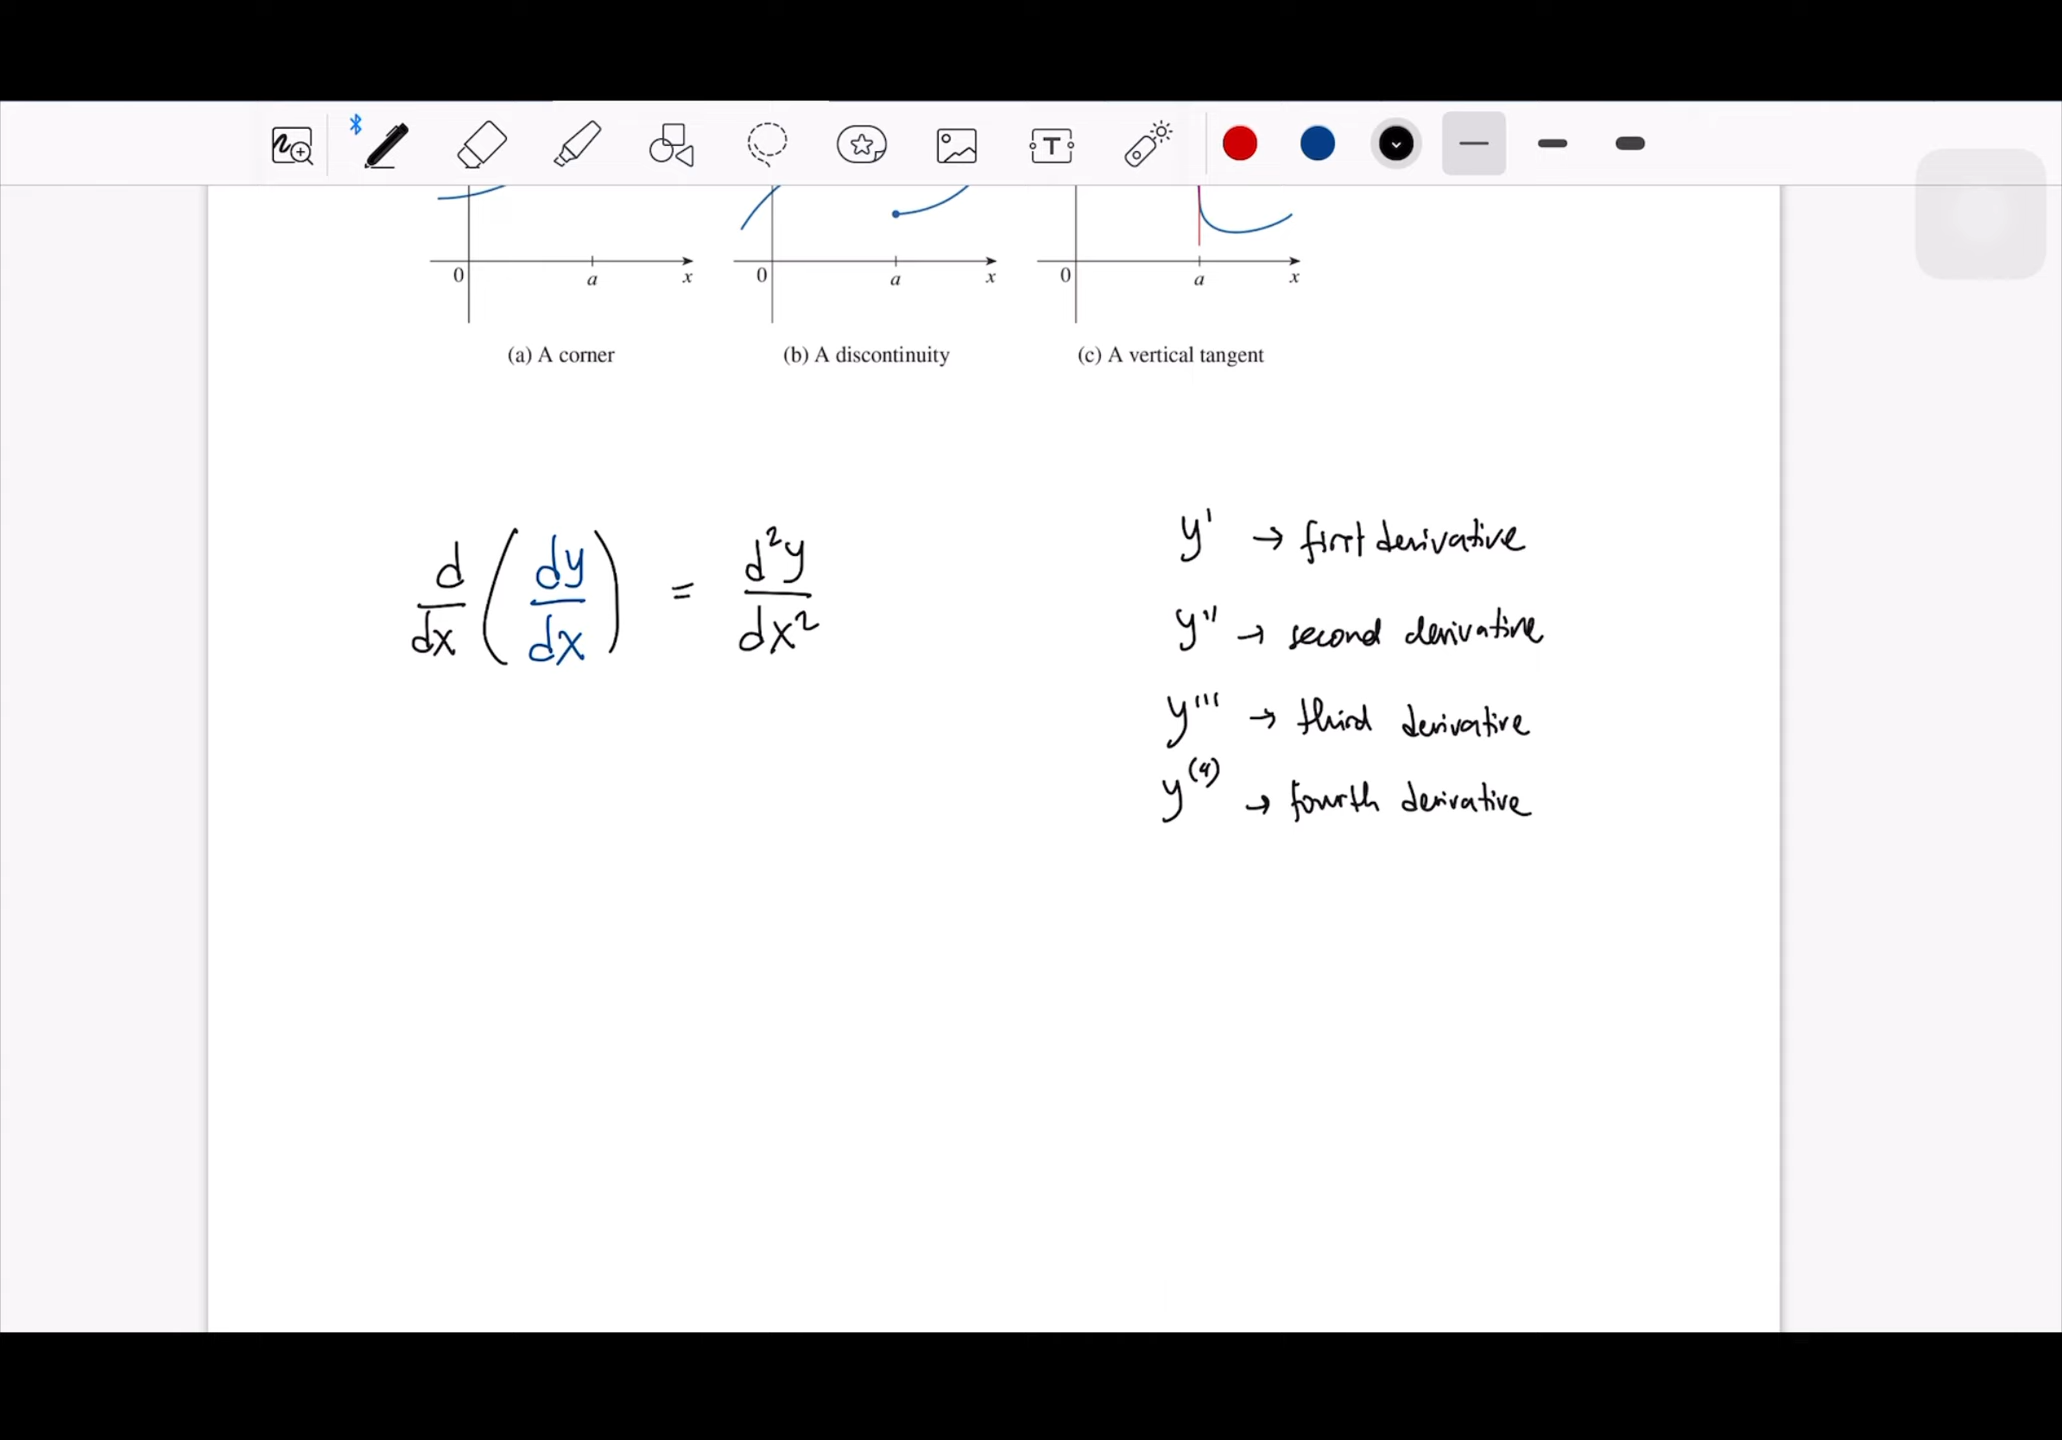 T
0 a x 0 a x 0 a x
(a) A corner (b) A discontinuity (c) A vertical tangent
d/dx (dy/dx) = d²y/dx²
y' → first derivative
y'' → second derivative
y''' → third derivative
y⁽⁴⁾ → fourth derivative